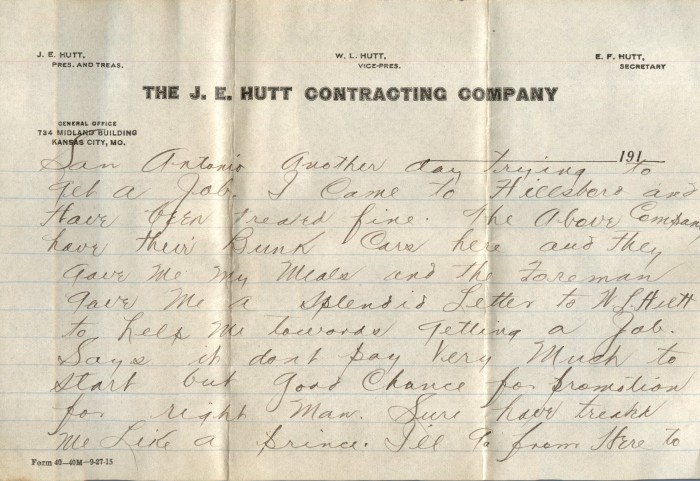 J. E. HUTT,
PRES. AND TREAS.
W. L. HUTT,
VICE-PRES.
E. F. HUTT,
SECRETARY
THE J. E. HUTT CONTRACTING COMPANY
GENERAL OFFICE
734 MIDLAND BUILDING
KANSAS CITY, MO.
191
San Antonio Another day trying to
get a Job. I Came to Hillsboro and
Have been treated fine. The Above Company
have their Bunk Cars here and they
Gave Me My Meals and the Foreman
Gave Me a Splendid Letter to
to help Me towards Getting a Job.
Says it dont pay Very Much to
start but Good Chance for promotion
for right Man. Sure have treated
Me Like a prince. I'll Go from Here to
Form 40—40M—9-27-15